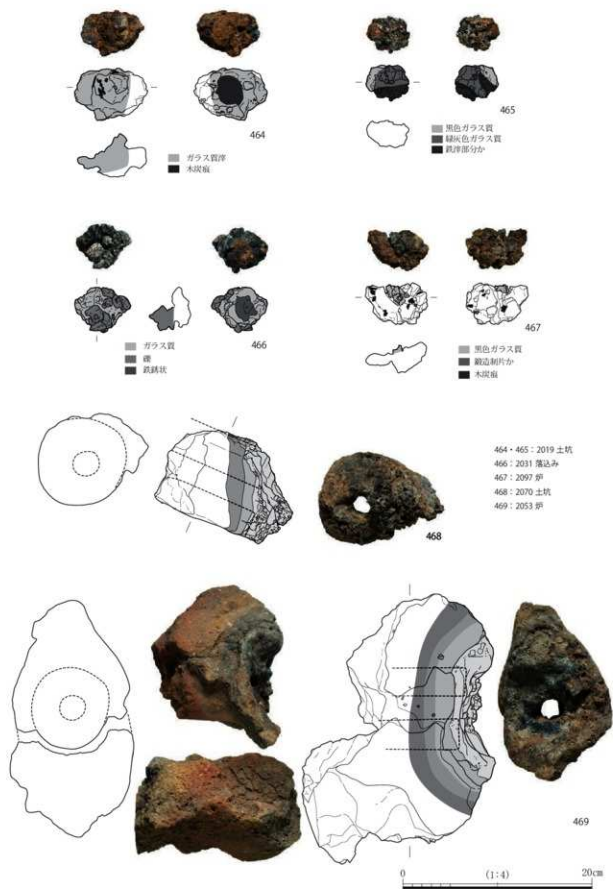 464
ガラス質滓
木炭痕
465
黒色ガラス質
緑灰色ガラス質
鉄滓部分か
466
ガラス質
礫
鉄銹状
467
黒色ガラス質
鍛造剥片か
木炭痕
468
464・465：2019 土坑
466：2031 落込み
467：2097 炉
468：2070 土坑
469：2053 炉
469
0 (1:4) 20cm